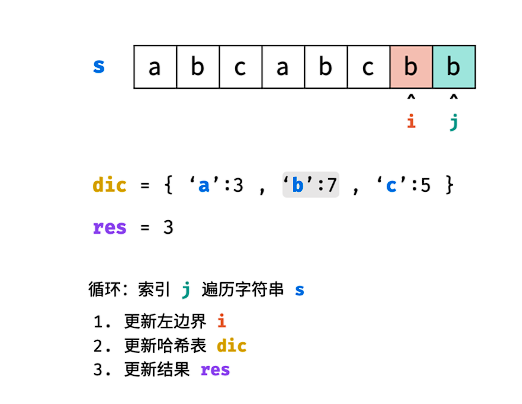 s a b c a b c b b
^ ^
i j
dic = { ‘a’:3 , ‘b’:7 , ‘c’:5 }
res = 3
循环：索引 j 遍历字符串 s
1. 更新左边界 i
2. 更新哈希表 dic
3. 更新结果 res